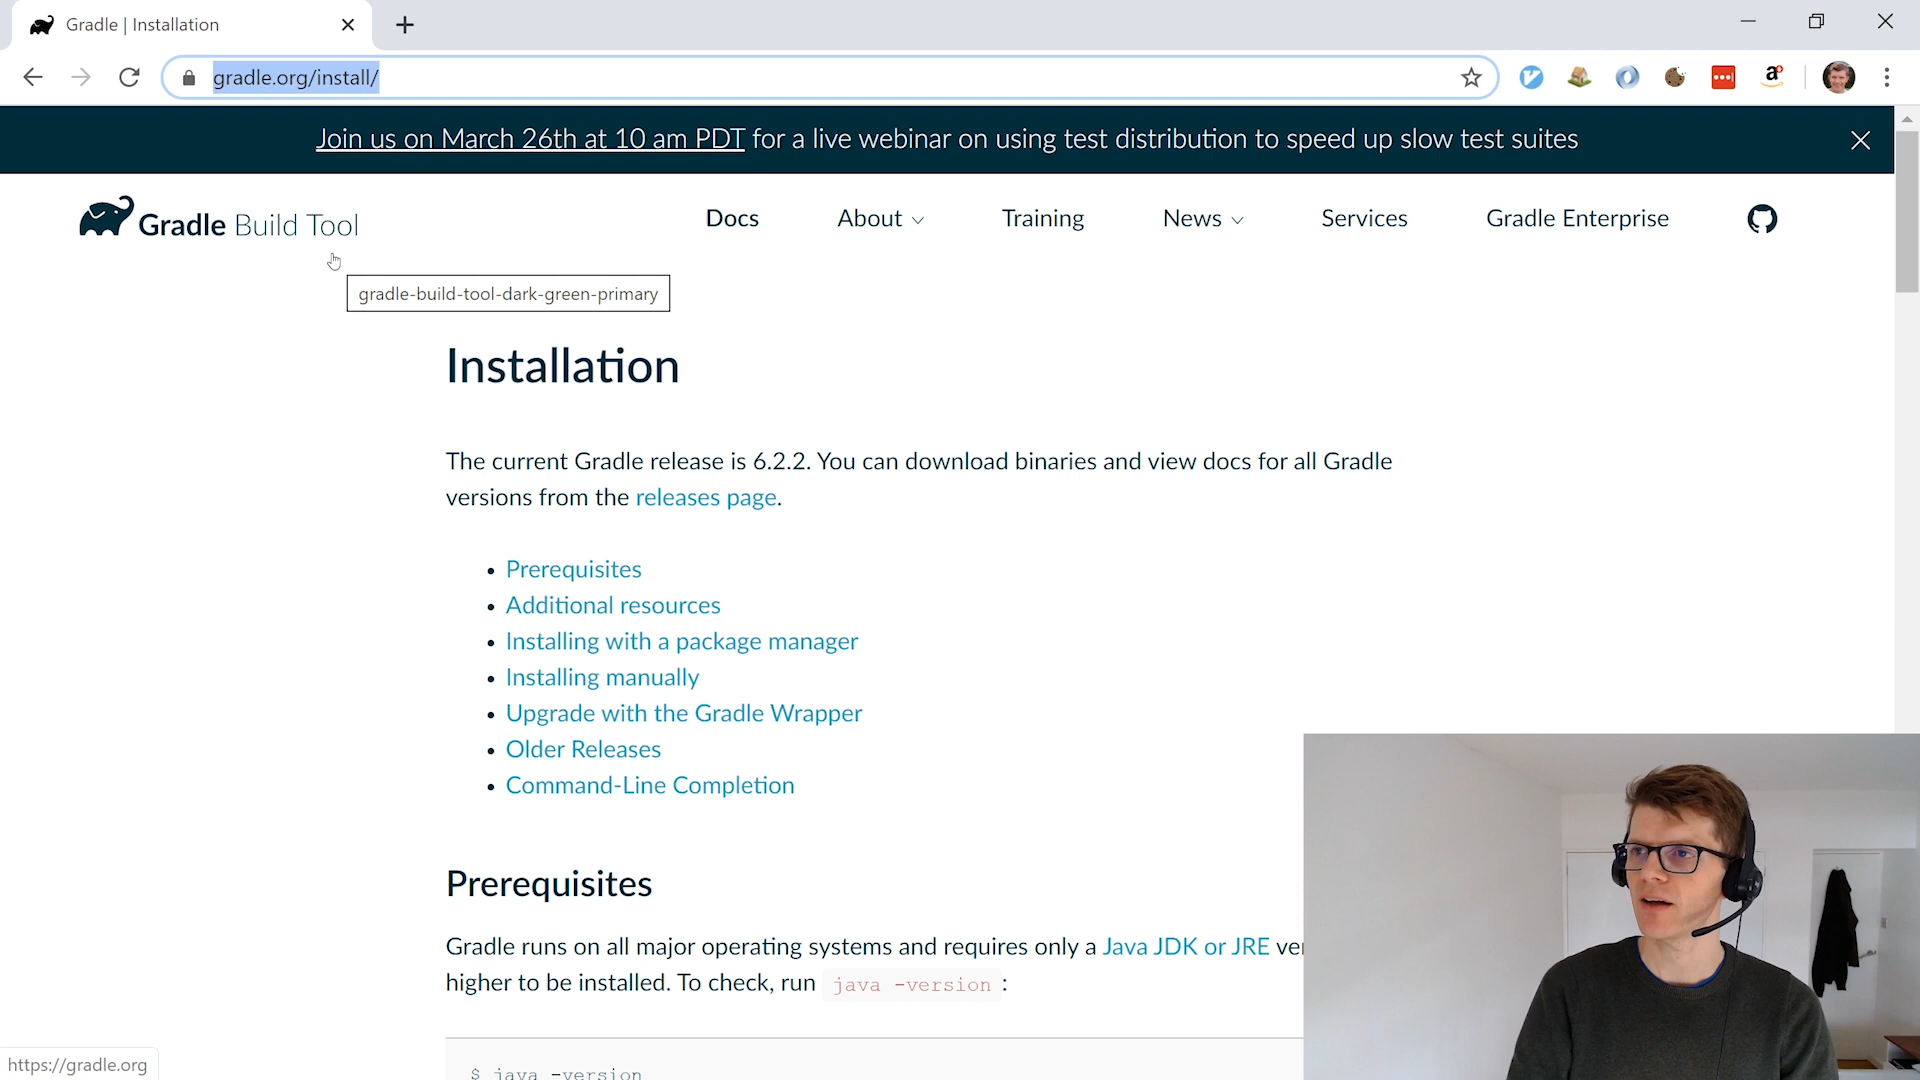 Gradle | Installation
gradle.org/install/
Join us on March 26th at 10 am PDT for a live webinar on using test distribution to speed up slow test suites
Gradle Build Tool
Docs
About
Training
News
Services
Gradle Enterprise
gradle-build-tool-dark-green-primary
Installation
The current Gradle release is 6.2.2. You can download binaries and view docs for all Gradle
versions from the releases page.
• Prerequisites
• Additional resources
• Installing with a package manager
• Installing manually
• Upgrade with the Gradle Wrapper
• Older Releases
• Command-Line Completion
Prerequisites
Gradle runs on all major operating systems and requires only a Java JDK or JRE ver
higher to be installed. To check, run java -version :
$ java -version
https://gradle.org